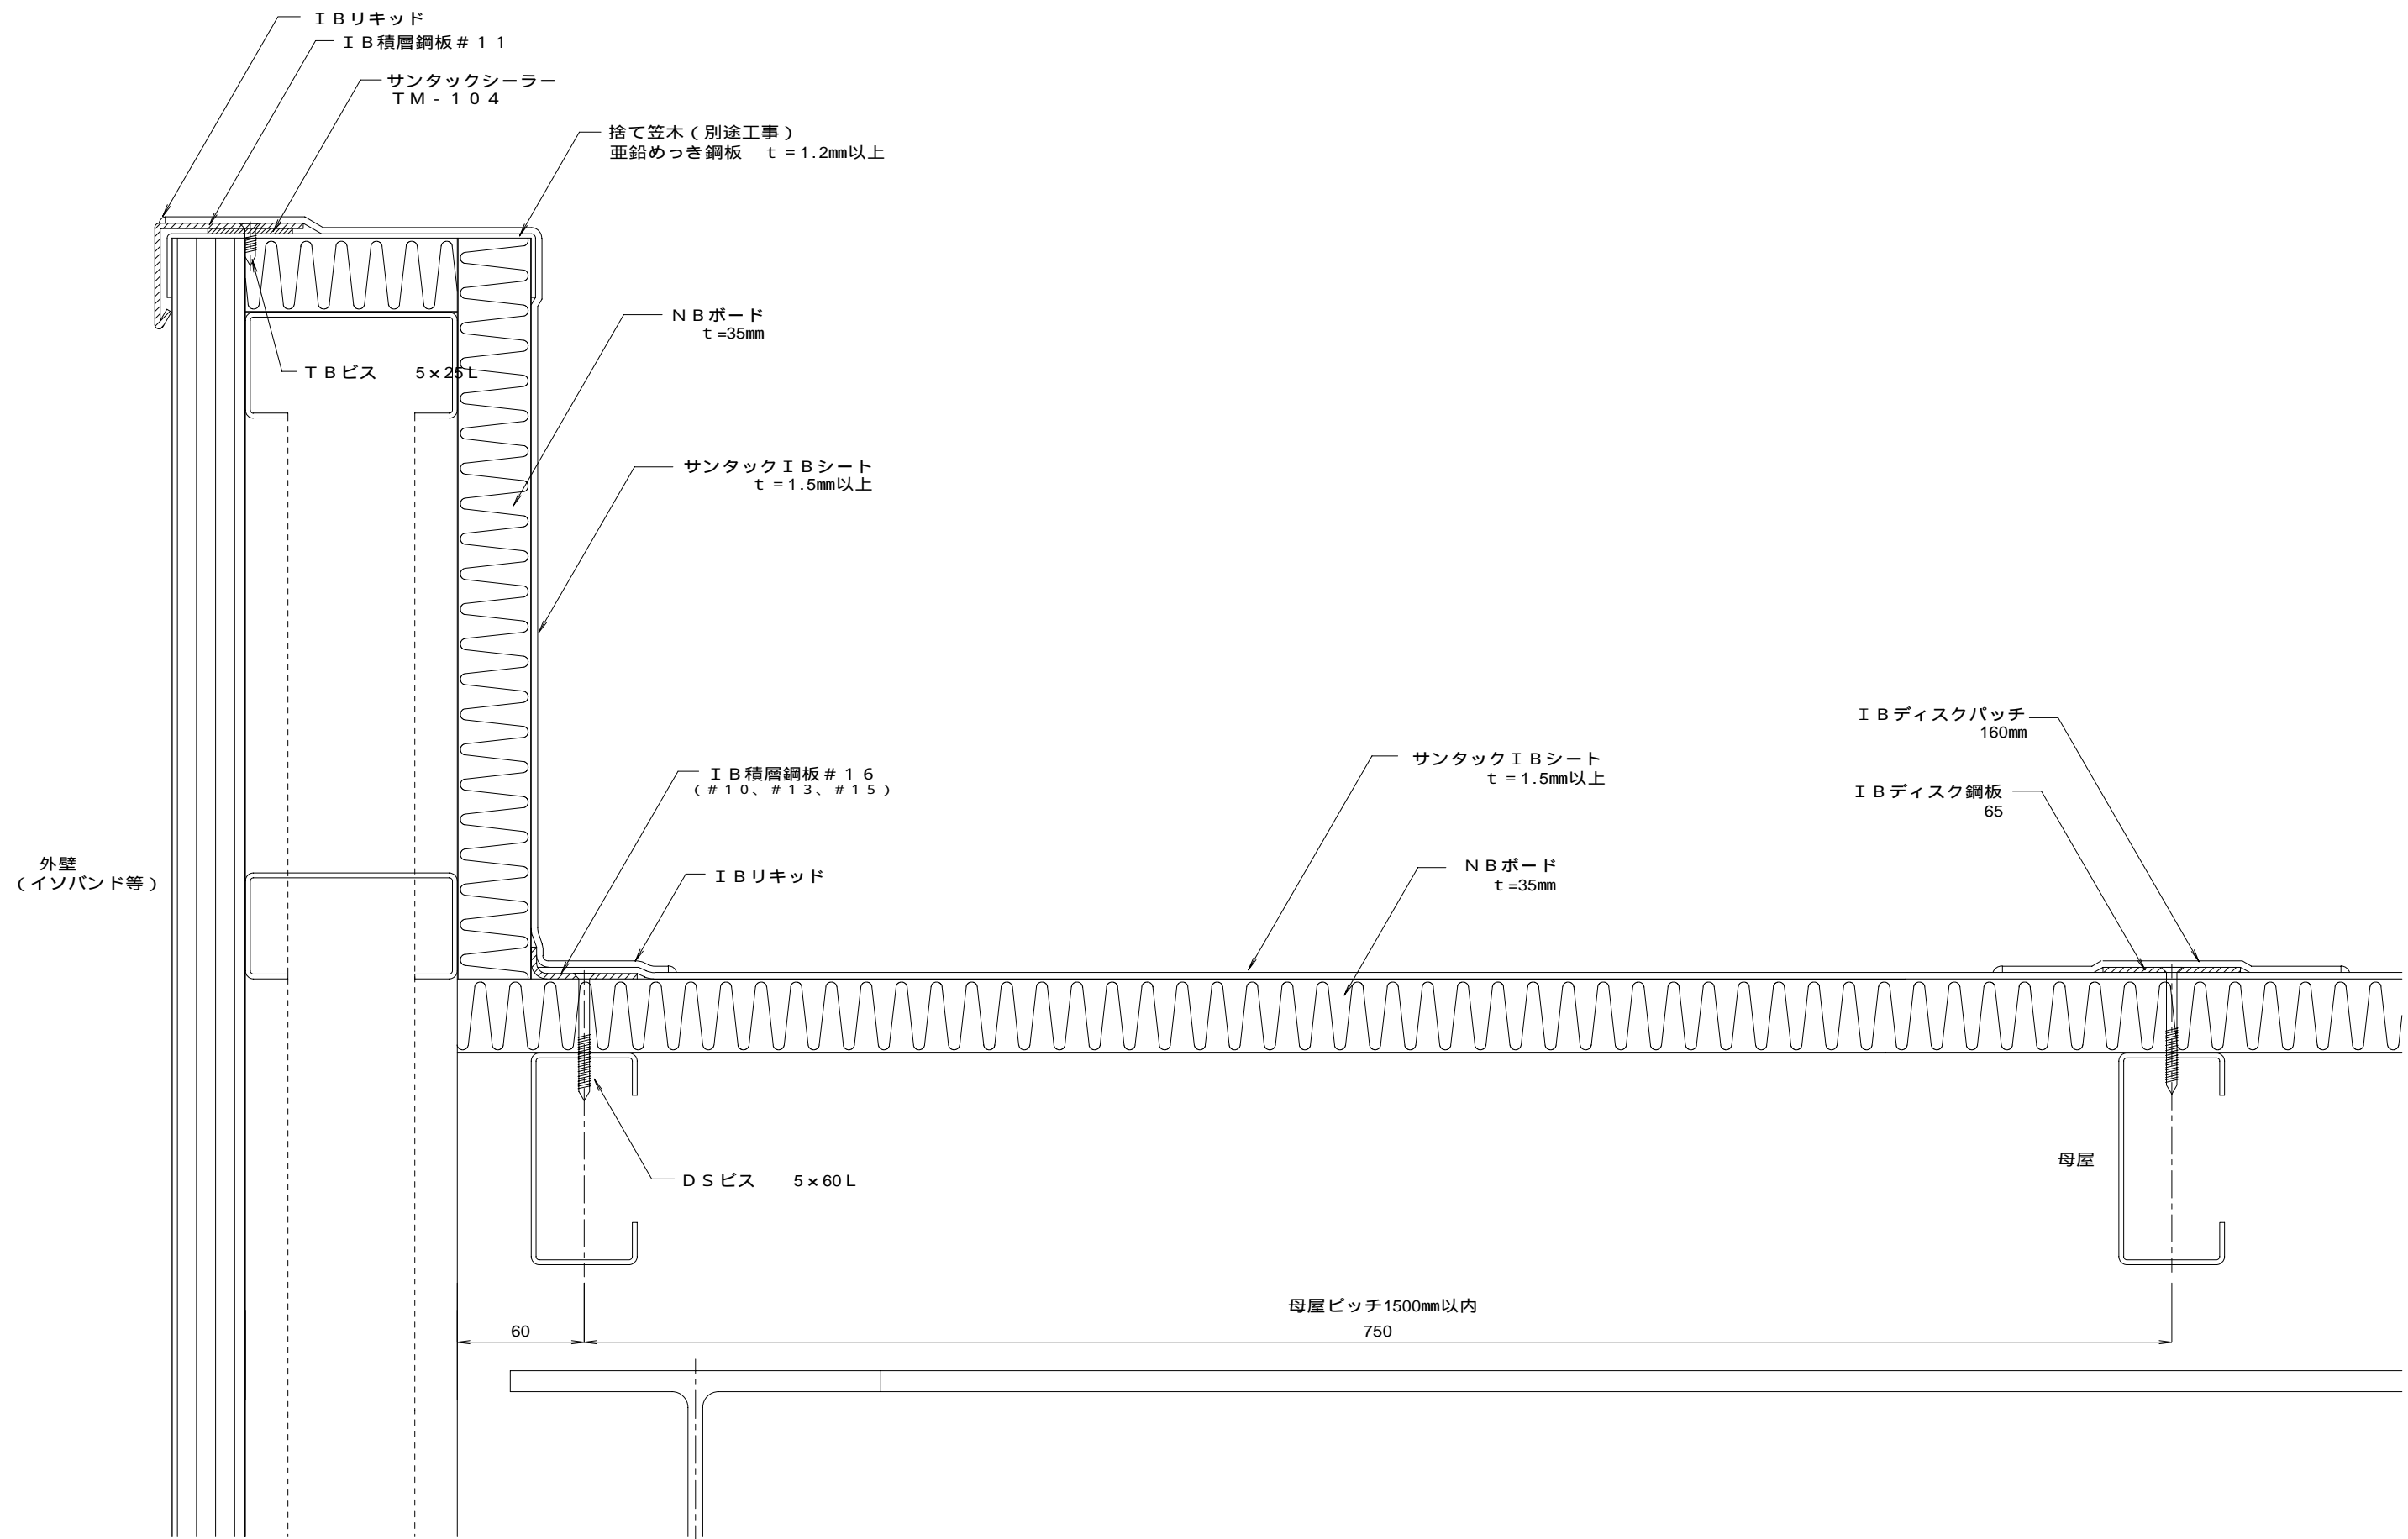 ＩＢリキッド
ＩＢ積層鋼板＃１１
サンタックシーラー
ＴＭ-１０４
捨て笠木（別途工事）
亜鉛めっき鋼板　ｔ=1.2㎜以上
ＮＢボード
ｔ=35㎜
ＴＢビス　　5×25Ｌ
サンタックＩＢシート
ｔ=1.5㎜以上
ＩＢディスクパッチ
160㎜
サンタックＩＢシート
ｔ=1.5㎜以上
ＩＢ積層鋼板＃１６
（＃１０、＃１３、＃１５）
ＩＢディスク鋼板
65
外壁
（イソバンド等）
ＩＢリキッド
ＮＢボード
ｔ=35㎜
母屋
ＤＳビス　　5×60Ｌ
母屋ピッチ1500㎜以内
60
750